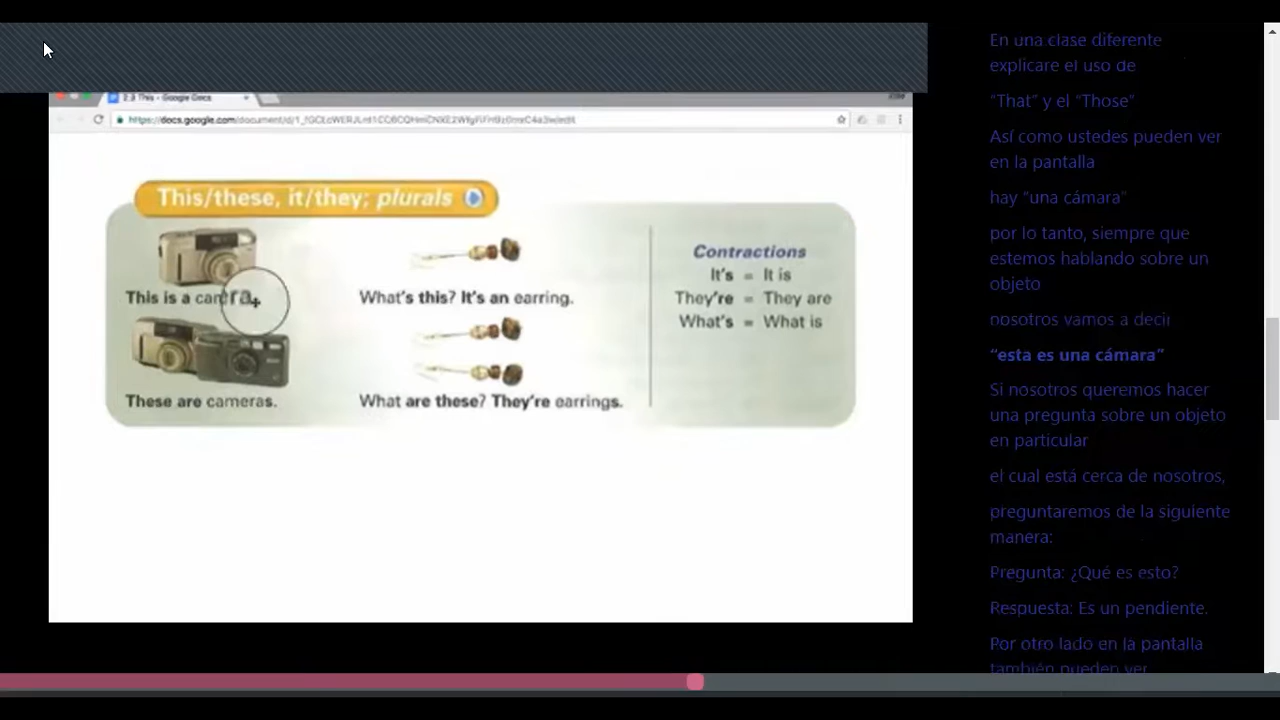 2.3 This - Google Docs
This/these, it/they; plurals
This is a camera.
These are cameras.
What's this? It's an earring.
What are these? They're earrings.
Contractions
It's = It is
They're = They are
What's = What is
En una clase diferente
explicare el uso de
“That” y el “Those”
Así como ustedes pueden ver
en la pantalla
hay “una cámara”
por lo tanto, siempre que
estemos hablando sobre un
objeto
nosotros vamos a decir
“esta es una cámara”
Si nosotros queremos hacer
una pregunta sobre un objeto
en particular
el cual está cerca de nosotros,
preguntaremos de la siguiente
manera:
Pregunta: ¿Qué es esto?
Respuesta: Es un pendiente.
Por otro lado en la pantalla
también pueden ver